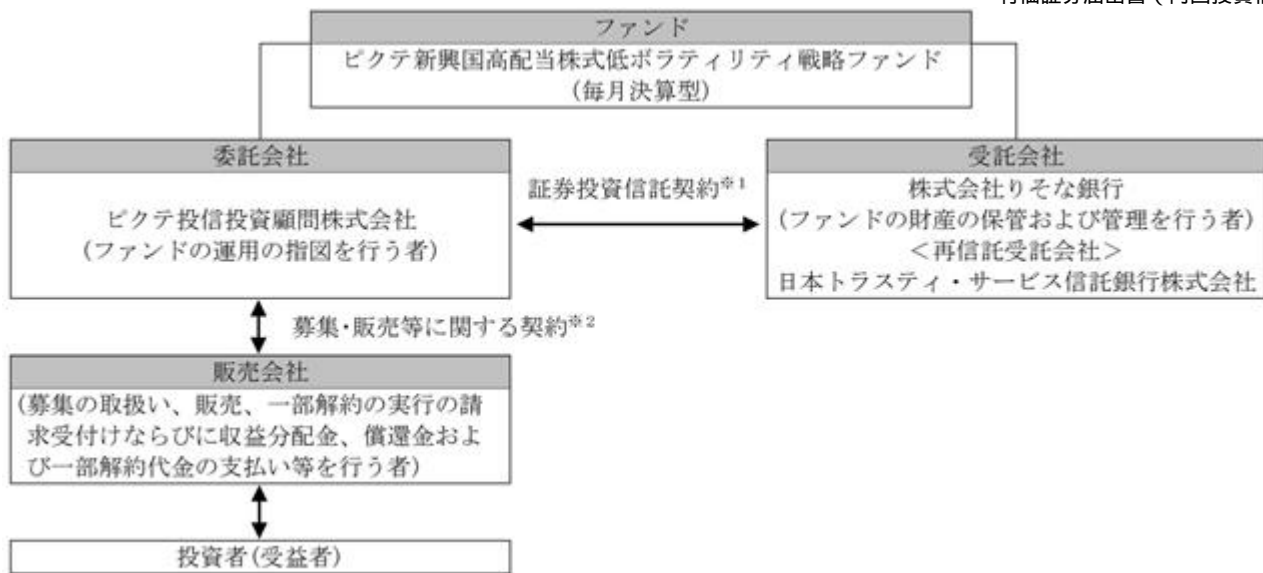 ファンド
ピクテ新興国高配当株式低ボラティリティ戦略ファンド
(毎月決算型)
委託会社
ピクテ投信投資顧問株式会社
(ファンドの運用の指図を行う者)
証券投資信託契約※1
受託会社
株式会社りそな銀行
(ファンドの財産の保管および管理を行う者)
＜再信託受託会社＞
日本トラスティ・サービス信託銀行株式会社
募集・販売等に関する契約※2
販売会社
(募集の取扱い、販売、一部解約の実行の請
求受付けならびに収益分配金、償還金およ
び一部解約代金の支払い等を行う者)
投資者(受益者)